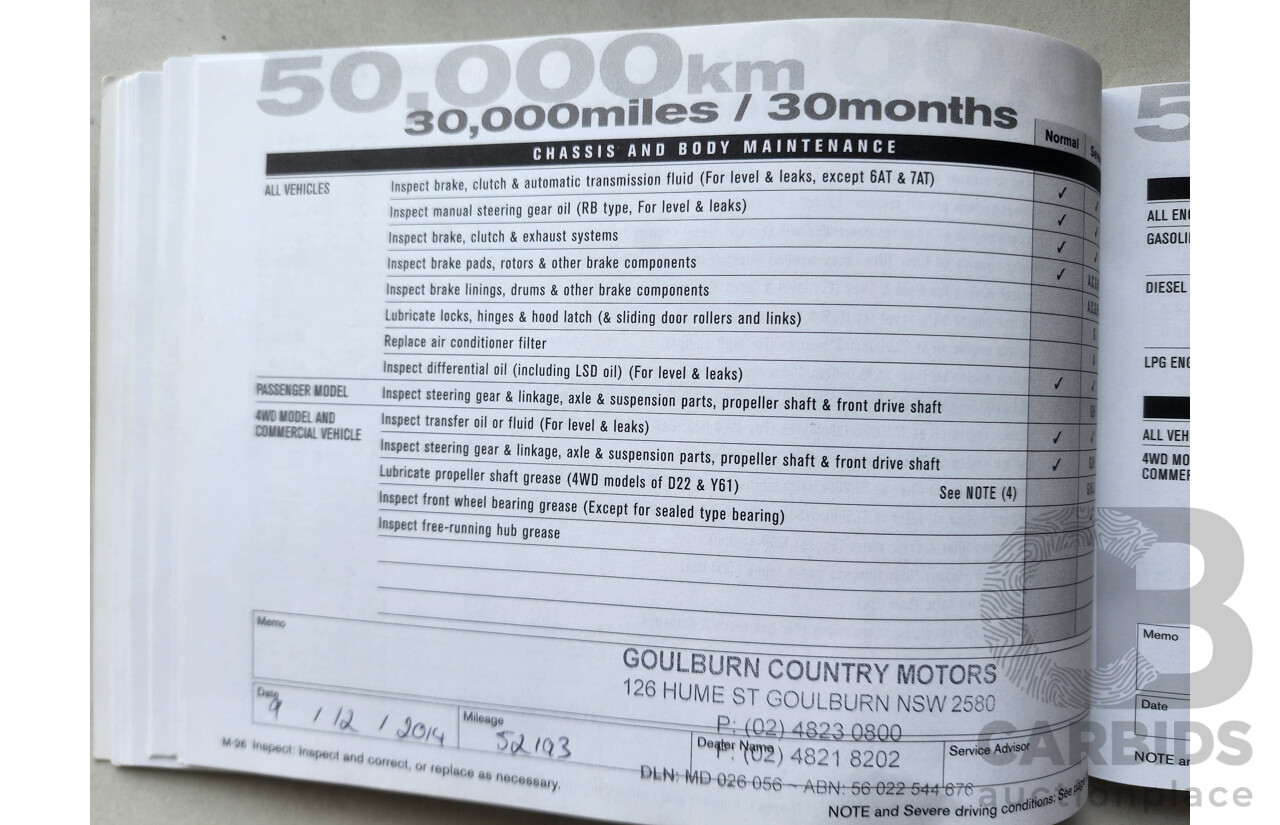 50,000km
30,000miles / 30months
Normal
CHASSIS AND BODY MAINTENANCE
ALL VEHICLES
Inspect brake, clutch & automatic transmission fluid (For level & leaks, except 6AT & 7AT) ✓
Inspect manual steering gear oil (RB type, For level & leaks) ✓
Inspect brake, clutch & exhaust systems ✓
Inspect brake pads, rotors & other brake components ✓
Inspect brake linings, drums & other brake components
Lubricate locks, hinges & hood latch (& sliding door rollers and links)
Replace air conditioner filter
Inspect differential oil (including LSD oil) (For level & leaks) ✓
PASSENGER MODEL
Inspect steering gear & linkage, axle & suspension parts, propeller shaft & front drive shaft
4WD MODEL AND
COMMERCIAL VEHICLE
Inspect transfer oil or fluid (For level & leaks) ✓
Inspect steering gear & linkage, axle & suspension parts, propeller shaft & front drive shaft ✓
Lubricate propeller shaft grease (4WD models of D22 & Y61) See NOTE (4)
Inspect front wheel bearing grease (Except for sealed type bearing)
Inspect free-running hub grease
Memo
GOULBURN COUNTRY MOTORS
126 HUME ST GOULBURN NSW 2580
P: (02) 4823 0800
F: (02) 4821 8202
DLN: MD 026 056 ~ ABN: 56 022 544 676
Date
9 / 12 / 2014
Mileage
52193
Dealer Name
Service Advisor
M-26 Inspect: Inspect and correct, or replace as necessary.
NOTE and Severe driving conditions: See
5
ALL
DIESEL
LPG
ALL
4WD
Memo
Date
NOTE
CARBIDS
auctionplace